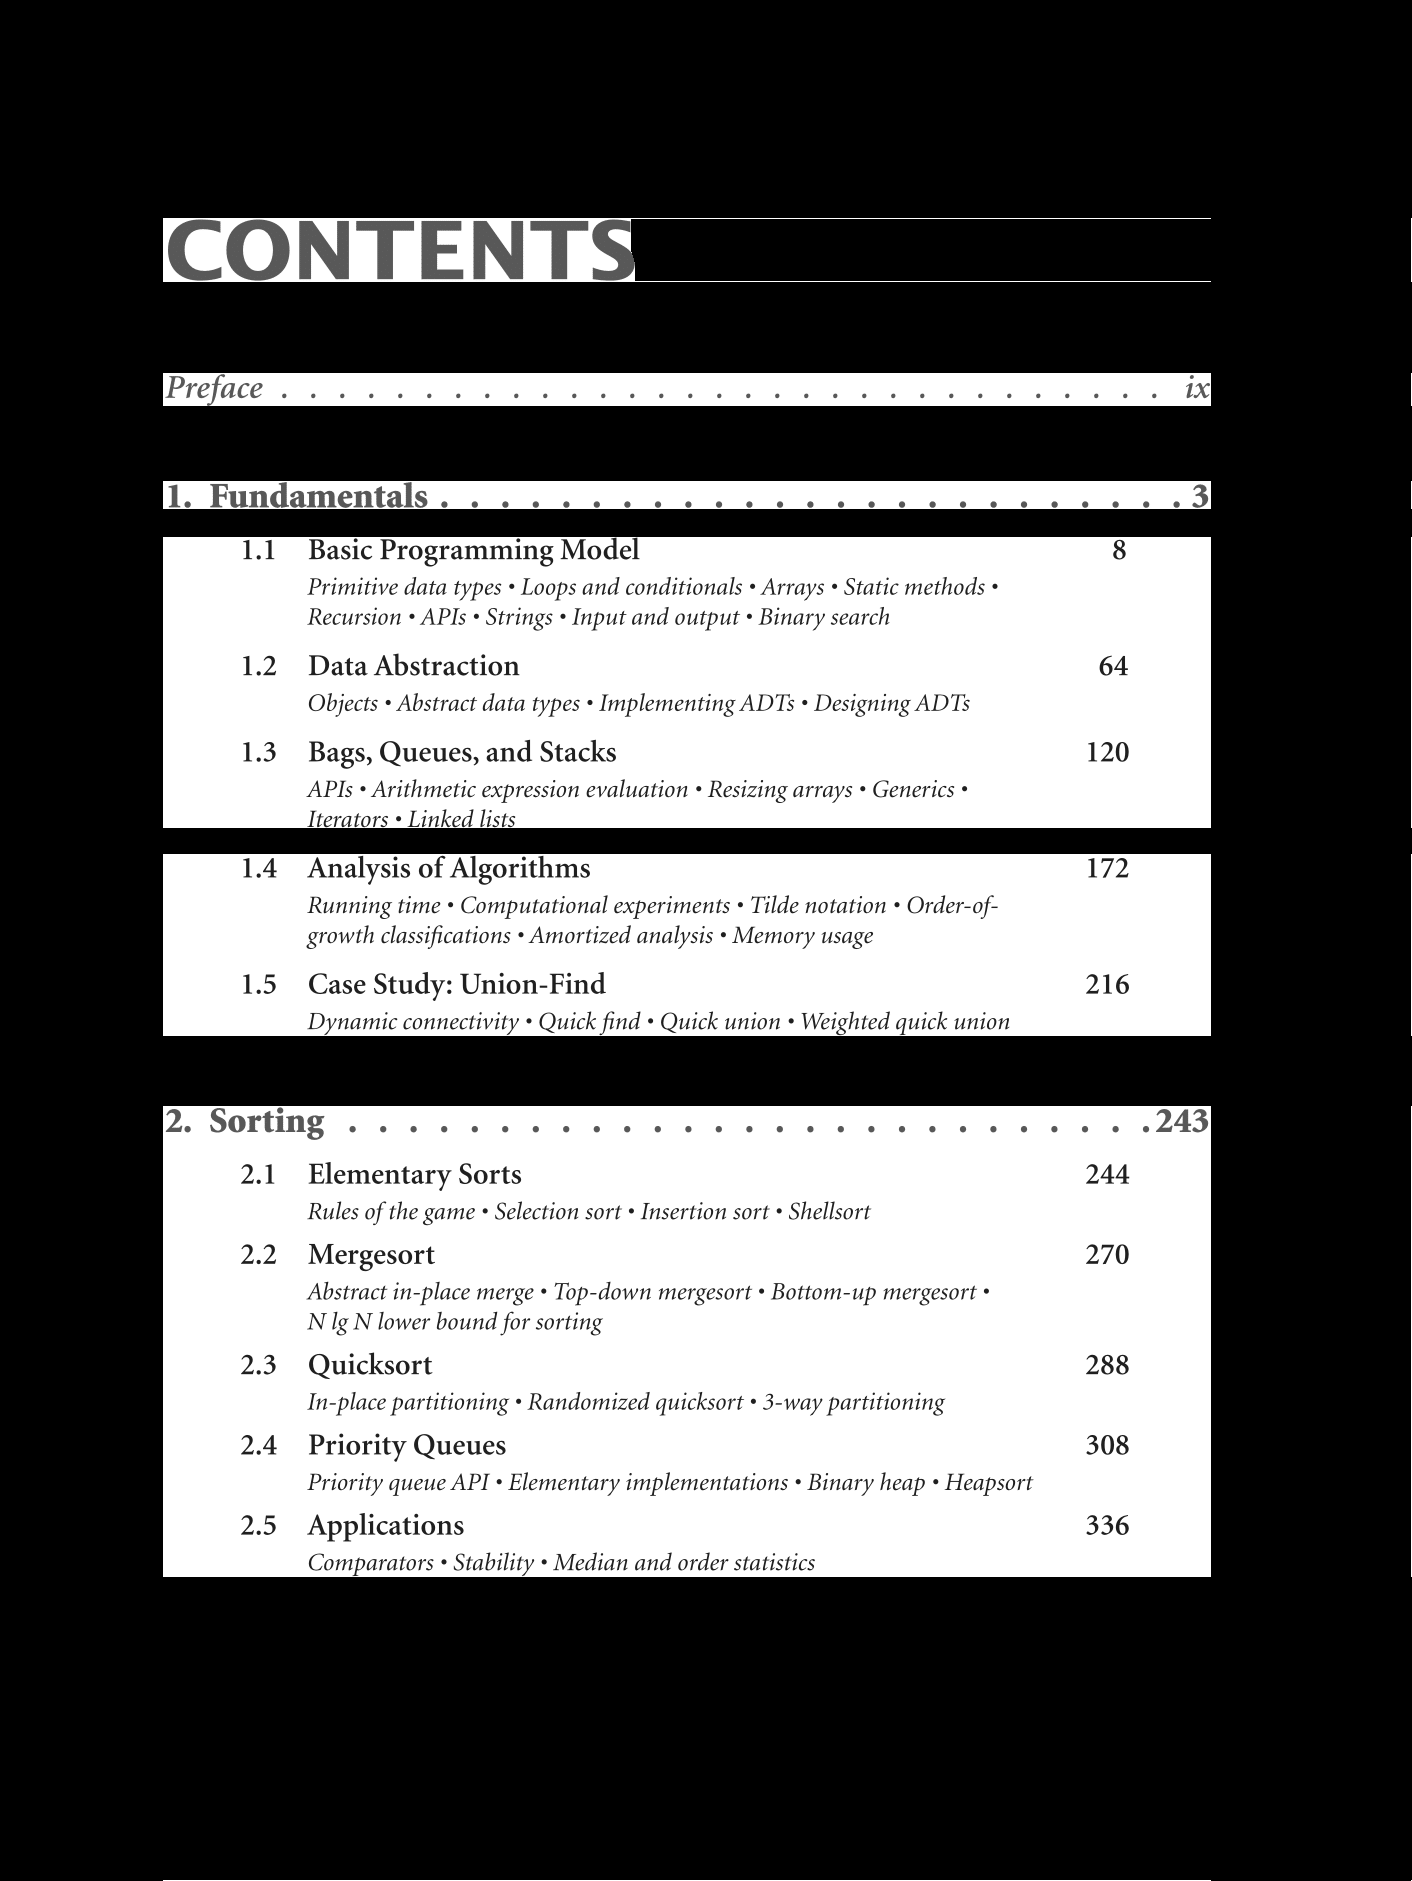 CONTENTS
Preface . . . . . . . . . . . . . . . . . . . . . . . . . . . . . . . ix
1. Fundamentals . . . . . . . . . . . . . . . . . . . . . . . . . 3
1.1 Basic Programming Model 8
Primitive data types • Loops and conditionals • Arrays • Static methods •
Recursion • APIs • Strings • Input and output • Binary search
1.2 Data Abstraction 64
Objects • Abstract data types • Implementing ADTs • Designing ADTs
1.3 Bags, Queues, and Stacks 120
APIs • Arithmetic expression evaluation • Resizing arrays • Generics •
Iterators • Linked lists
1.4 Analysis of Algorithms 172
Running time • Computational experiments • Tilde notation • Order-of-
growth classifications • Amortized analysis • Memory usage
1.5 Case Study: Union-Find 216
Dynamic connectivity • Quick find • Quick union • Weighted quick union
2. Sorting . . . . . . . . . . . . . . . . . . . . . . . . . . . 243
2.1 Elementary Sorts 244
Rules of the game • Selection sort • Insertion sort • Shellsort
2.2 Mergesort 270
Abstract in-place merge • Top-down mergesort • Bottom-up mergesort •
N lg N lower bound for sorting
2.3 Quicksort 288
In-place partitioning • Randomized quicksort • 3-way partitioning
2.4 Priority Queues 308
Priority queue API • Elementary implementations • Binary heap • Heapsort
2.5 Applications 336
Comparators • Stability • Median and order statistics